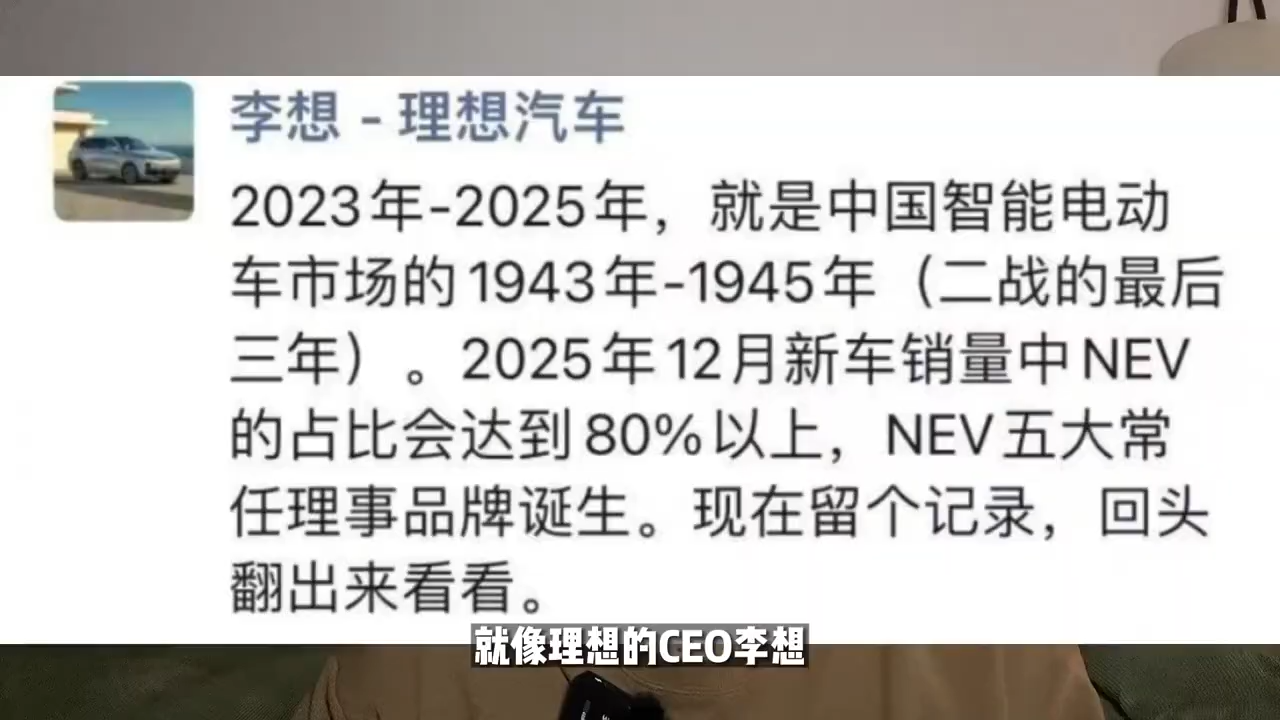 李想 - 理想汽车
2023年-2025年，就是中国智能电动
车市场的1943年-1945年（二战的最后
三年）。2025年12月新车销量中NEV
的占比会达到80%以上，NEV五大常
任理事品牌诞生。现在留个记录，回头
翻出来看看。
就像理想的CEO李想